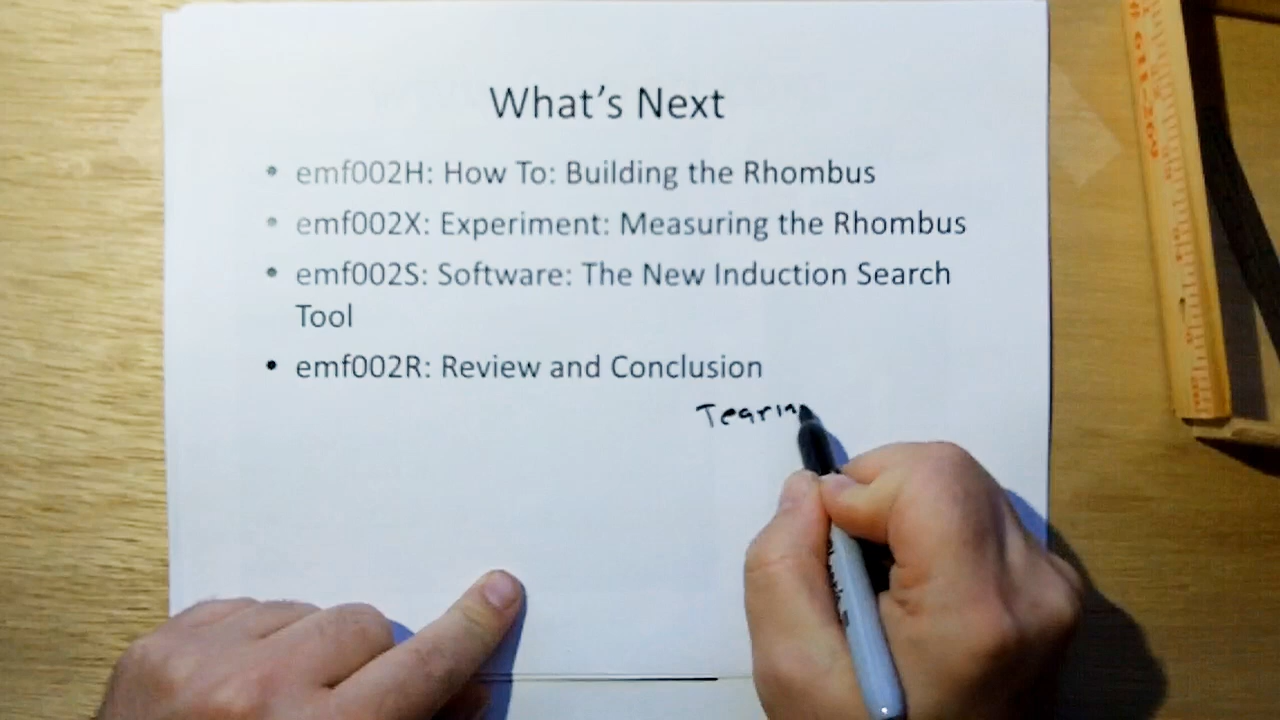 What's Next
• emf002H: How To: Building the Rhombus
• emf002X: Experiment: Measuring the Rhombus
• emf002S: Software: The New Induction Search
Tool
• emf002R: Review and Conclusion
Tearin